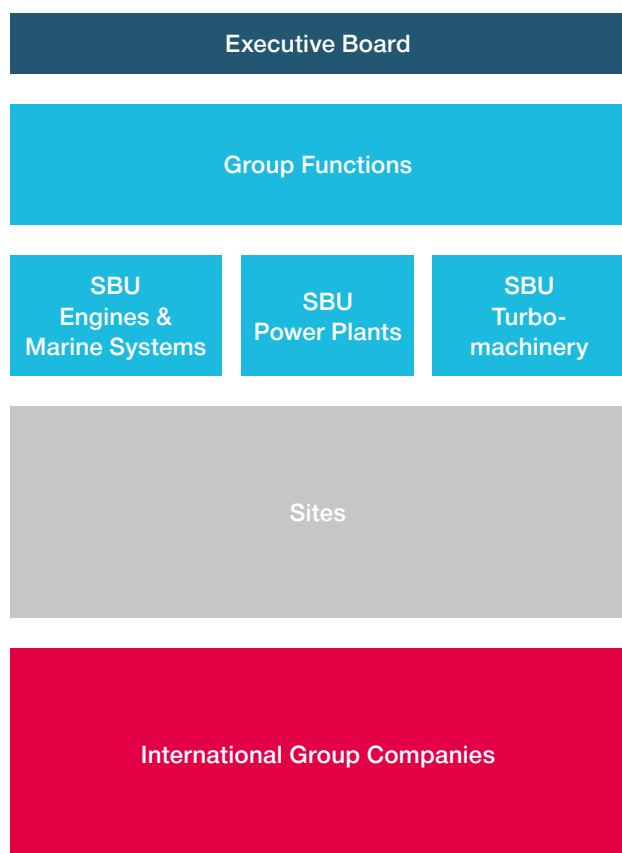 Executive Board
Group Functions
SBU
Engines &
Marine Systems
SBU
Power Plants
SBU
Turbo-
machinery
Sites
International Group Companies